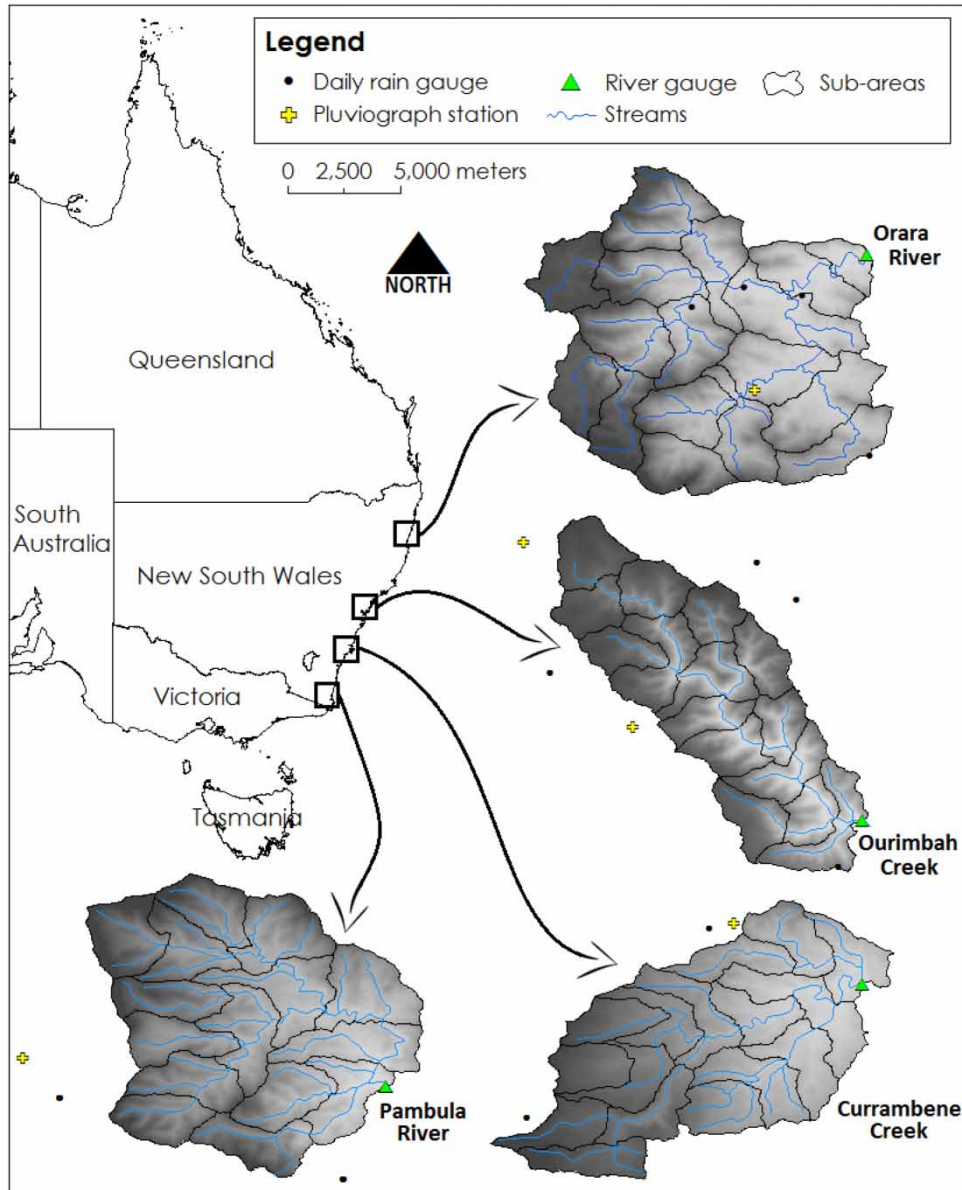 Legend
Daily rain gauge
River gauge
Sub-areas
Pluviograph station
Streams
0 2,500 5,000 meters
NORTH
Orara
River
Queensland
South
Australia
New South Wales
Victoria
Tasmania
Ourimbah
Creek
Pambula
River
Currambene
Creek